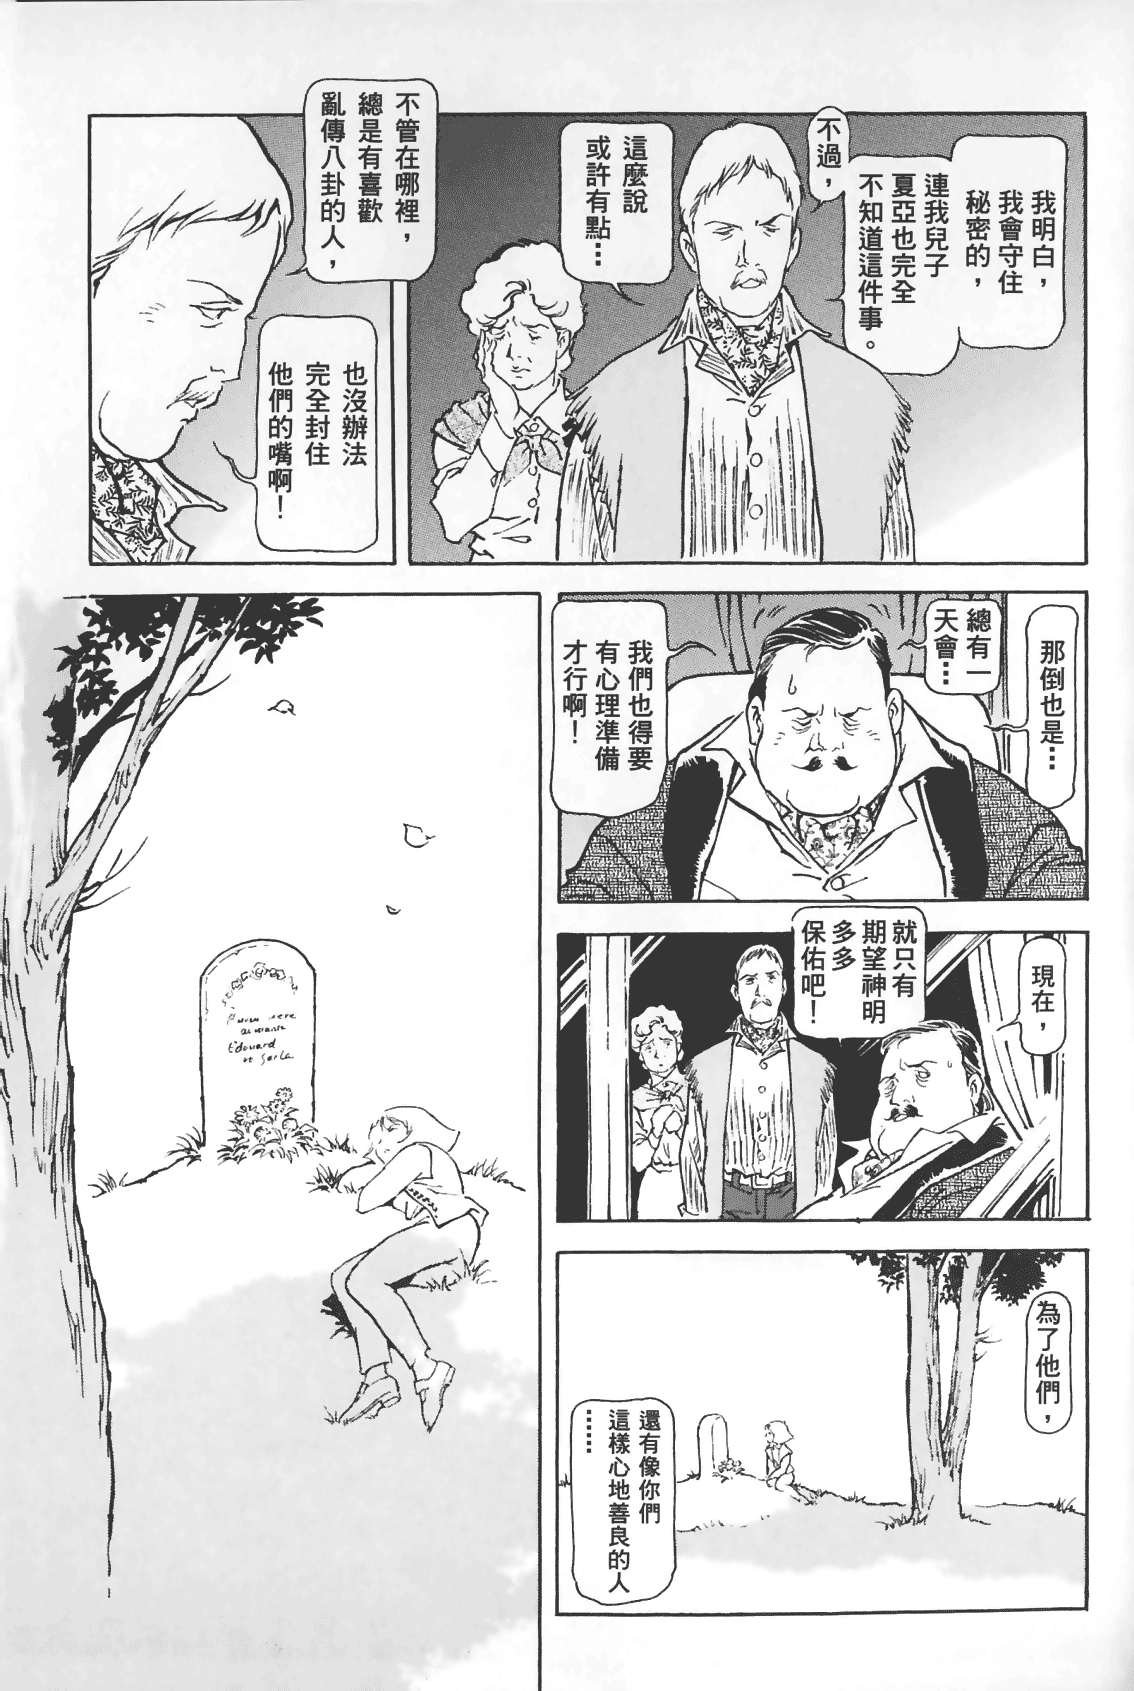 我明白，
我會守住
秘密的，
連我兒子
夏亞也完全
不知道這件事。
不過，
這麼說
或許有點…
不管在哪裡，
總是有喜歡
亂傳八卦的人，
也沒辦法
完全封住
他們的嘴啊！
那倒也是…
總有一
天會…
我們也得要
有心理準備
才行啊！
現在，
就只有
期望神明
多多
保佑吧！
為了他們，
還有像你們
這樣心地善良的人
……
Edouard